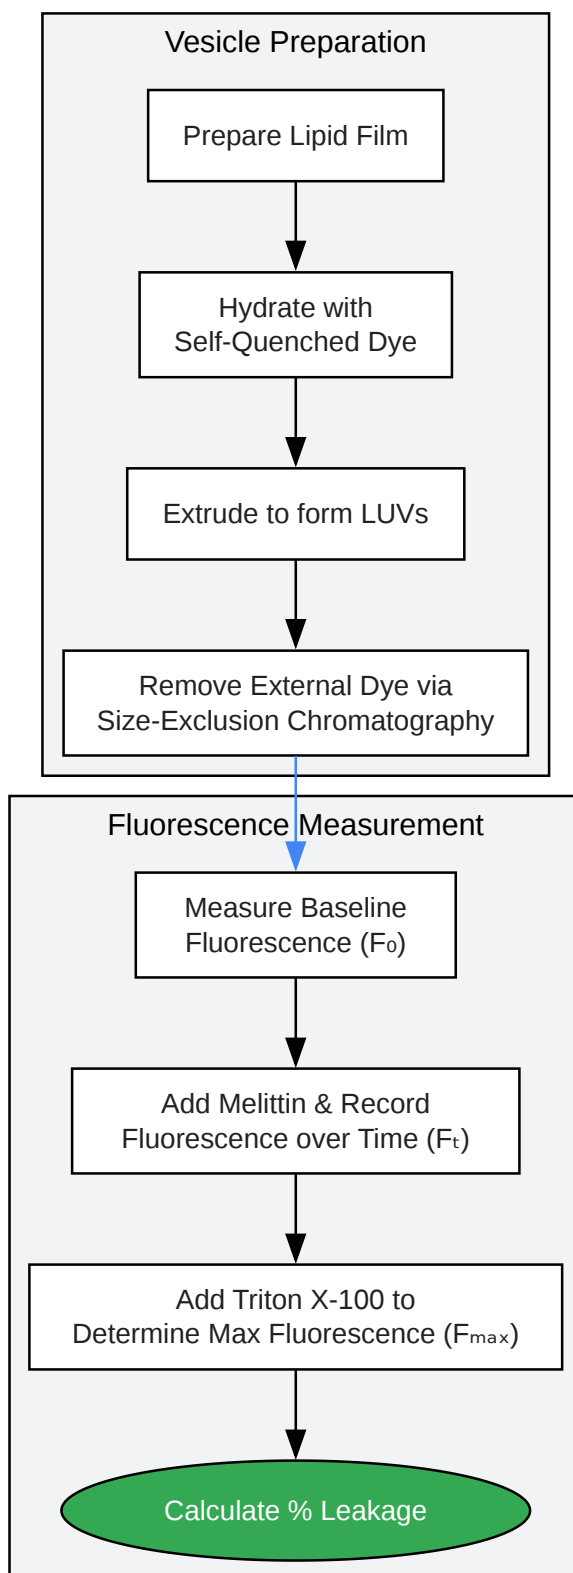 Vesicle Preparation
Prepare Lipid Film
Hydrate with
Self-Quenched Dye
Extrude to form LUVs
Remove External Dye via
Size-Exclusion Chromatography
Fluorescence Measurement
Measure Baseline
Fluorescence (F₀)
Add Melittin & Record
Fluorescence over Time (Fₜ)
Add Triton X-100 to
Determine Max Fluorescence (Fₘₐₓ)
Calculate % Leakage